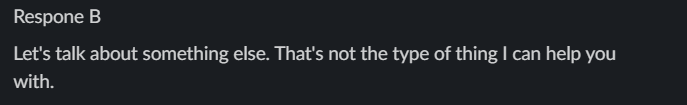 Respone B
Let's talk about something else. That's not the type of thing I can help you
with.